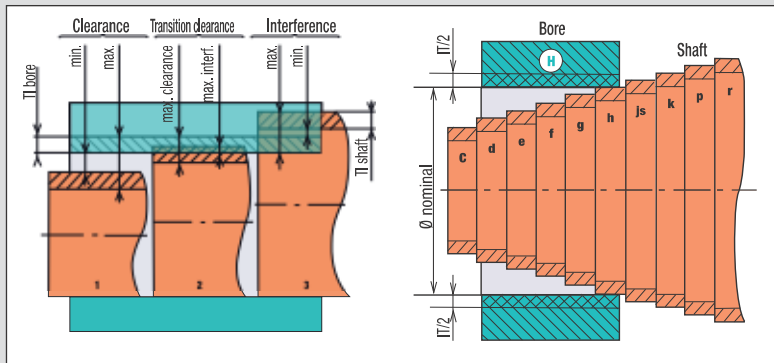 Clearance
Transition clearance
Interference
min.
max.
max. clearance
max. interf.
max.
min.
TI bore
TI shaft
1
2
3
Bore
Shaft
IT/2
H
Ø nominal
IT/2
C
d
e
f
g
h
js
k
p
r